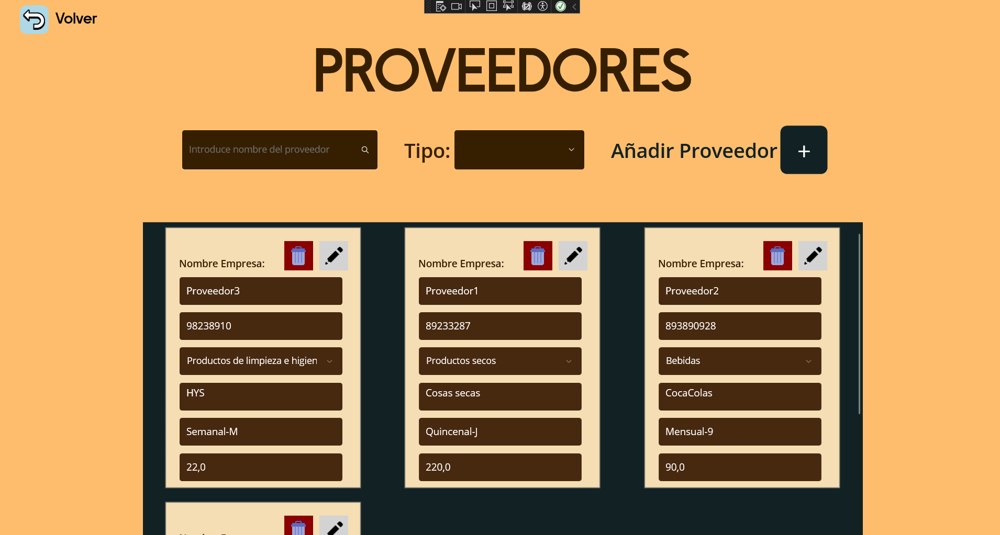 Volver
PROVEEDORES
Introduce nombre del proveedor
Tipo:
Añadir Proveedor +
Nombre Empresa:
Proveedor3
98238910
Productos de limpieza e higien
HYS
Semanal-M
22,0
Nombre Empresa:
Proveedor1
89233287
Productos secos
Cosas secas
Quincenal-J
220,0
Nombre Empresa:
Proveedor2
893890928
Bebidas
CocaColas
Mensual-9
90,0